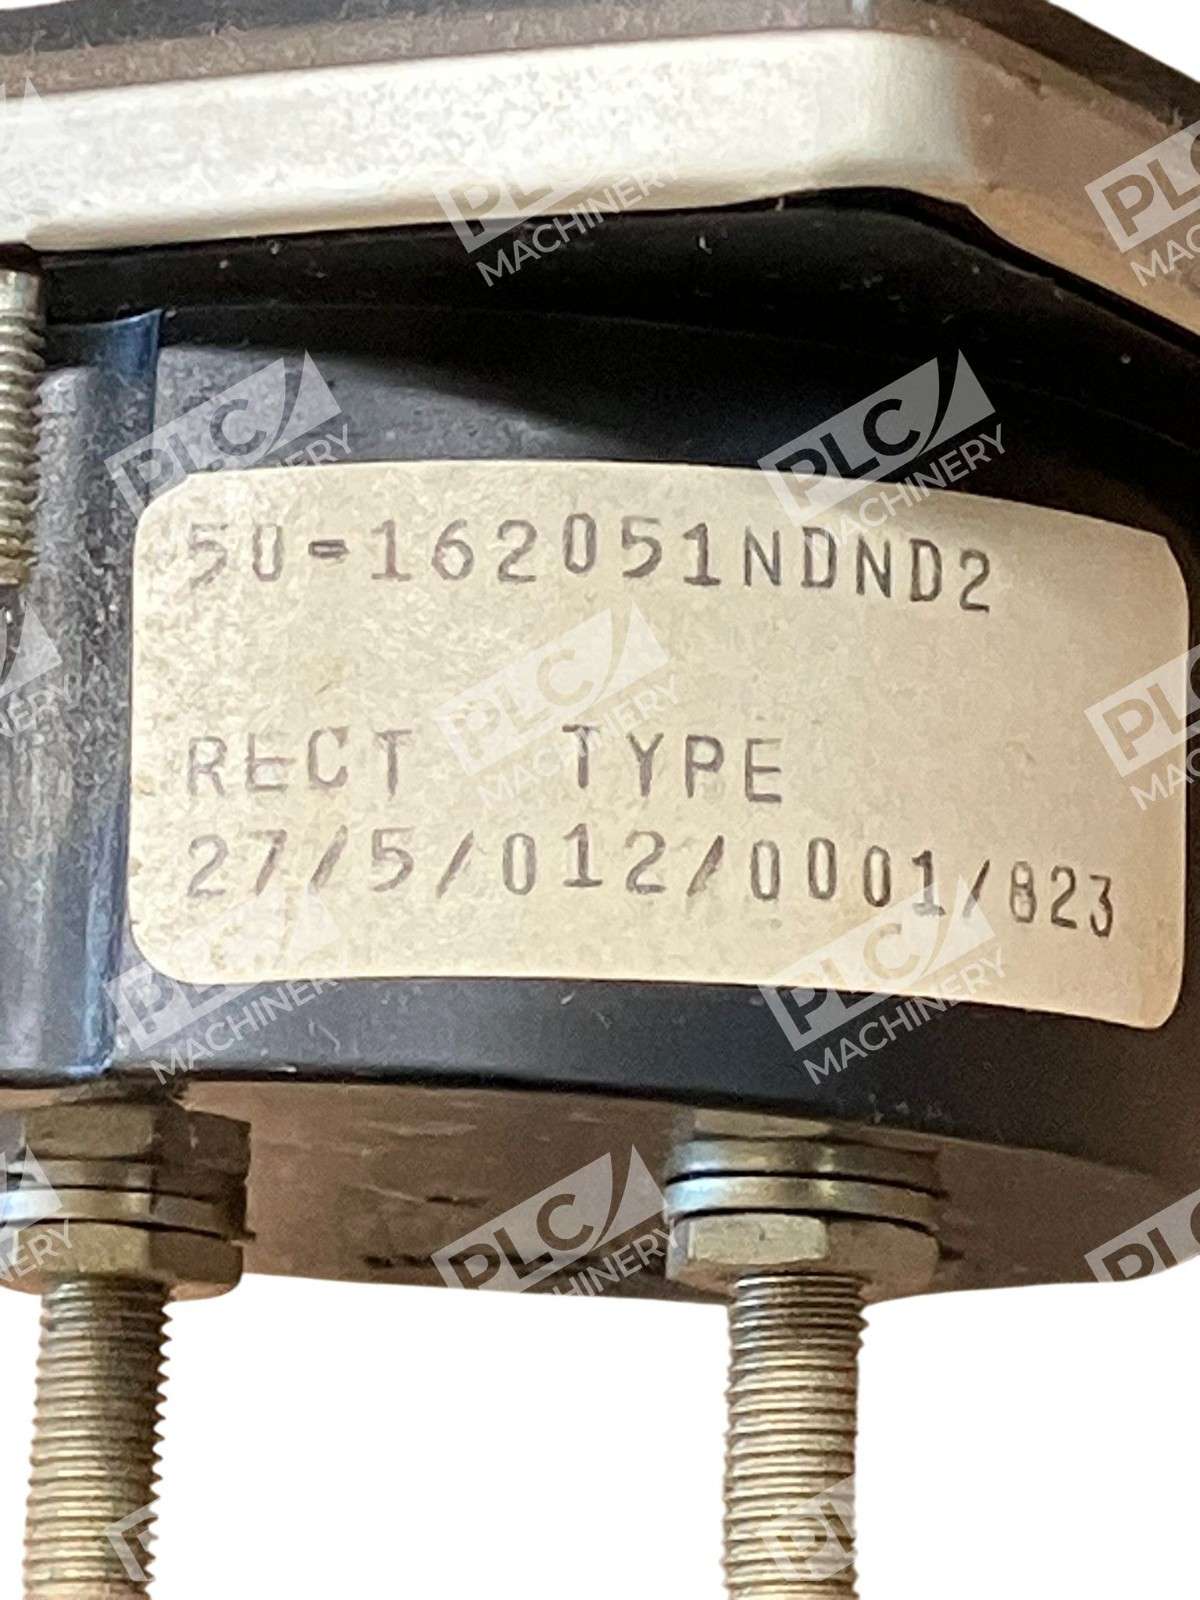 50-162051NDND2
RECT TYPE
27/5/012/0001/823
PLC
MACHINERY